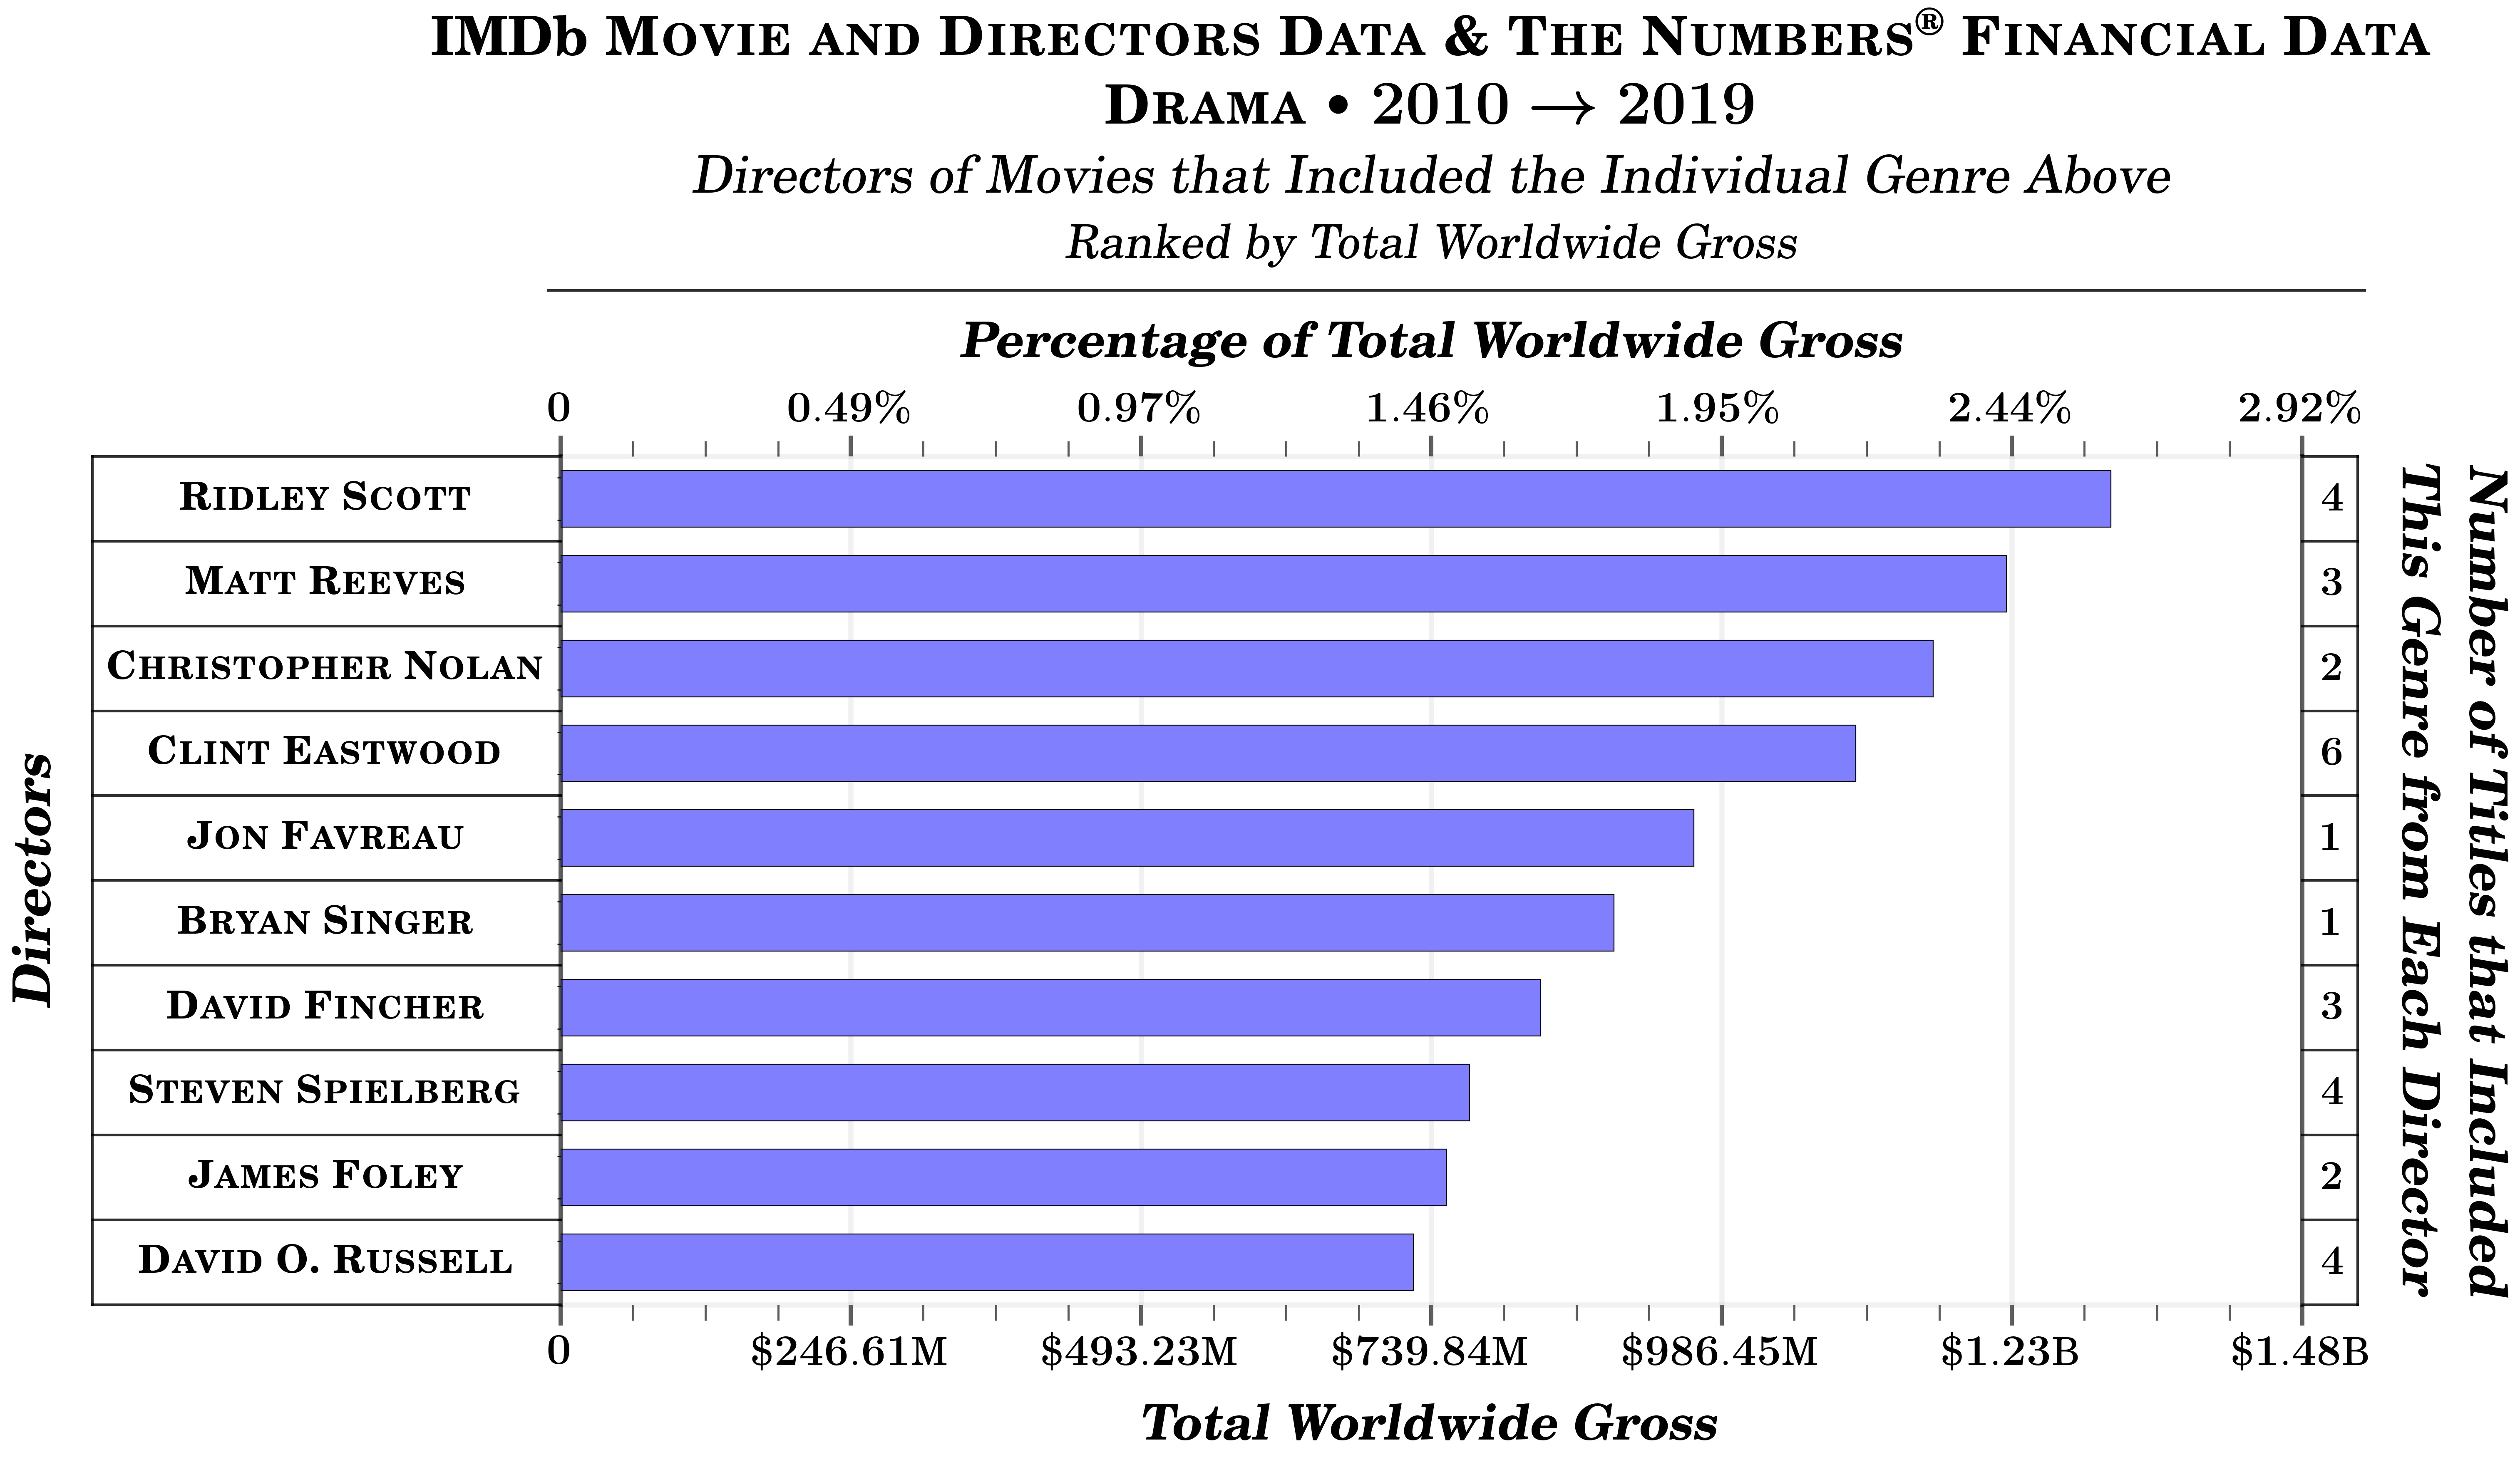 IMDb Movie and Directors Data & The Numbers® Financial Data
Drama • 2010 → 2019
Directors of Movies that Included the Individual Genre Above
Ranked by Total Worldwide Gross
Percentage of Total Worldwide Gross
0 0.49% 0.97% 1.46% 1.95% 2.44% 2.92%
Directors
Ridley Scott 4
Matt Reeves 3
Christopher Nolan 2
Clint Eastwood 6
Jon Favreau 1
Bryan Singer 1
David Fincher 3
Steven Spielberg 4
James Foley 2
David O. Russell 4
Number of Titles that Included
This Genre from Each Director
0 $246.61M $493.23M $739.84M $986.45M $1.23B $1.48B
Total Worldwide Gross